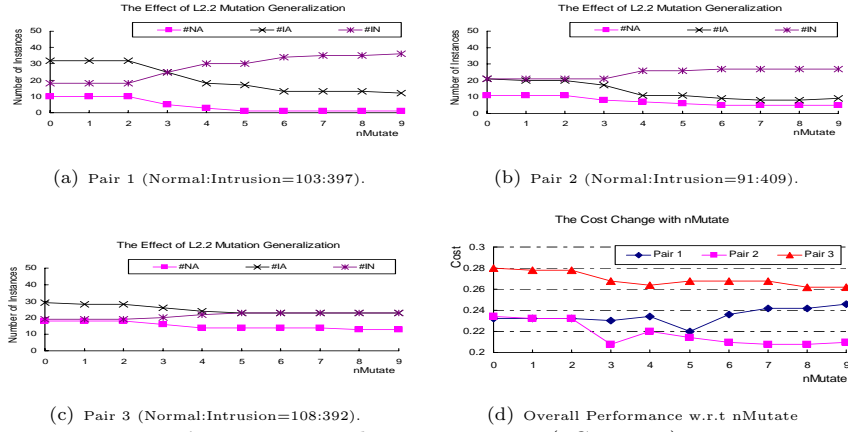 The Effect of L2.2 Mutation Generalization
#NA #IA #IN
Number of Instances
50
40
30
20
10
0
0 1 2 3 4 5 6 7 8 9
nMutate
(a) Pair 1 (Normal:Intrusion=103:397).
The Effect of L2.2 Mutation Generalization
#NA #IA #IN
Number of Instances
50
40
30
20
10
0
0 1 2 3 4 5 6 7 8 9
nMutate
(b) Pair 2 (Normal:Intrusion=91:409).
The Effect of L2.2 Mutation Generalization
#NA #IA #IN
Number of Instances
50
40
30
20
10
0
0 1 2 3 4 5 6 7 8 9
nMutate
(c) Pair 3 (Normal:Intrusion=108:392).
The Cost Change with nMutate
Pair 1 Pair 2 Pair 3
Cost
0.3
0.28
0.26
0.24
0.22
0.2
0 1 2 3 4 5 6 7 8 9
nMutate
(d) Overall Performance w.r.t nMutate